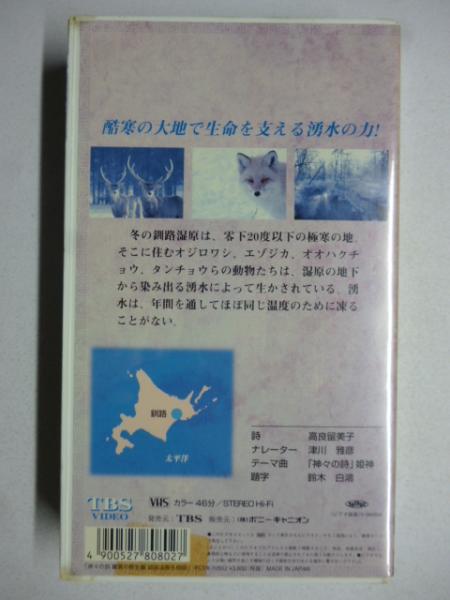 酷寒の大地で生命を支える湧水の力!
冬の釧路湿原は、零下20度以下の極寒の地。
そこに住むオジロワシ、エゾジカ、オオハクチ
ョウ、タンチョウらの動物たちは、湿原の地下
から染み出る湧水によって生かされている。湧
水は、年間を通してほぼ同じ温度のために凍る
ことがない。
釧路
太平洋
詩 高良留美子
ナレーター 津川 雅彦
テーマ曲 「神々の詩」姫神
題字 鈴木 白鴻
TBS
VIDEO
VHS カラー 46分/STEREO Hi-Fi
発売元: TBS 販売元: (株)ポニーキャニオン
4 900527 808027
MADE IN JAPAN